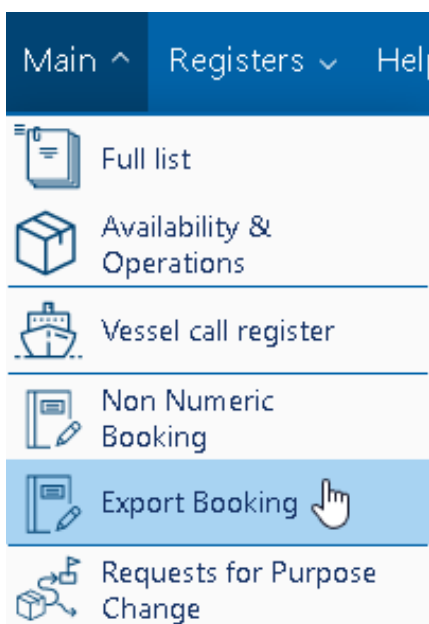 Main Registers
Full list
Availability &
Operations
Vessel call register
Non Numeric
Booking
Export Booking
Requests for Purpose
Change